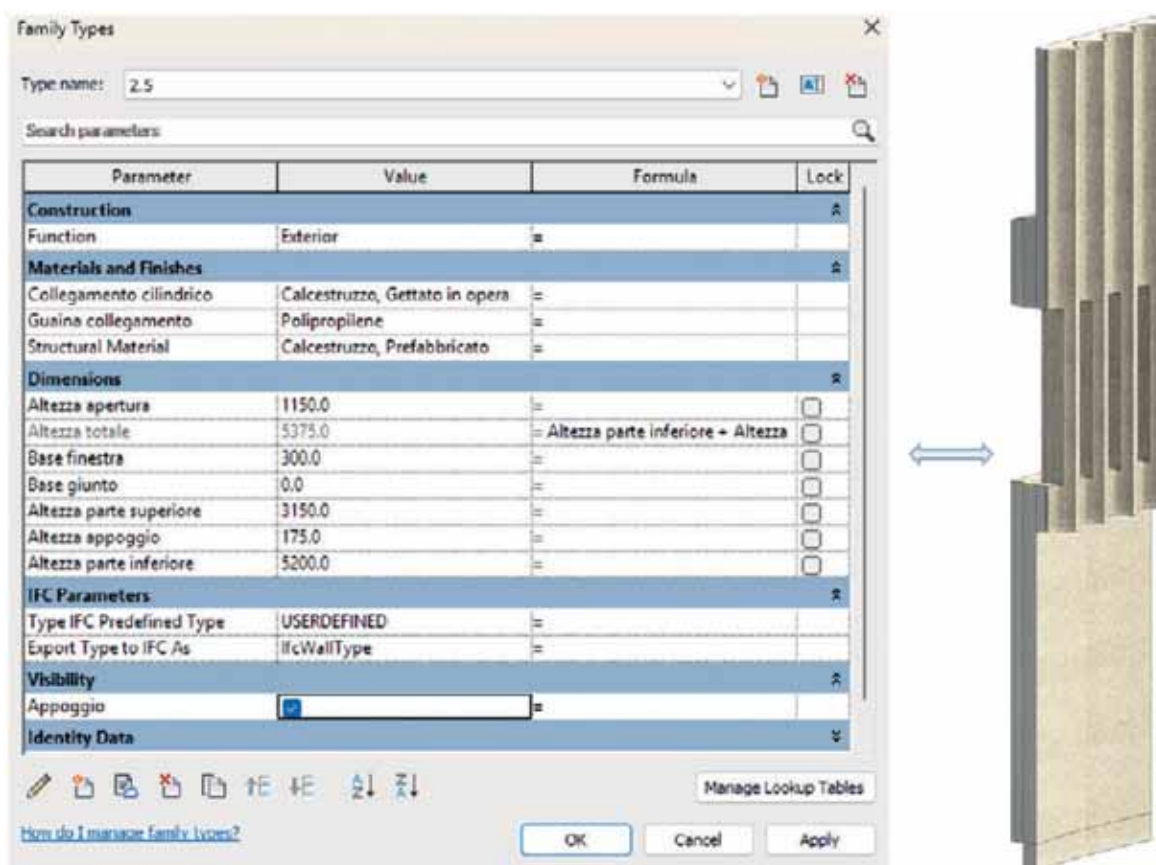 Family Types
Type name: 2.5
Search parameters
Parameter Value Formula Lock
Construction
Function Exterior =
Materials and Finishes
Collegamento cilindrico Calcestruzzo, Gettato in opera =
Guaina collegamento Polipropilene =
Structural Material Calcestruzzo, Prefabbricato =
Dimensions
Altezza apertura 1150.0 =
Altezza totale 5375.0 = Altezza parte inferiore + Altezza
Base finestra 300.0 =
Base giunto 0.0 =
Altezza parte superiore 3150.0 =
Altezza appoggio 175.0 =
Altezza parte inferiore 5200.0 =
IFC Parameters
Type IFC Predefined Type USERDEFINED =
Export Type to IFC As IfcWallType =
Visibility
Appoggio =
Identity Data
Manage Lookup Tables
How do I manage family types?
OK Cancel Apply